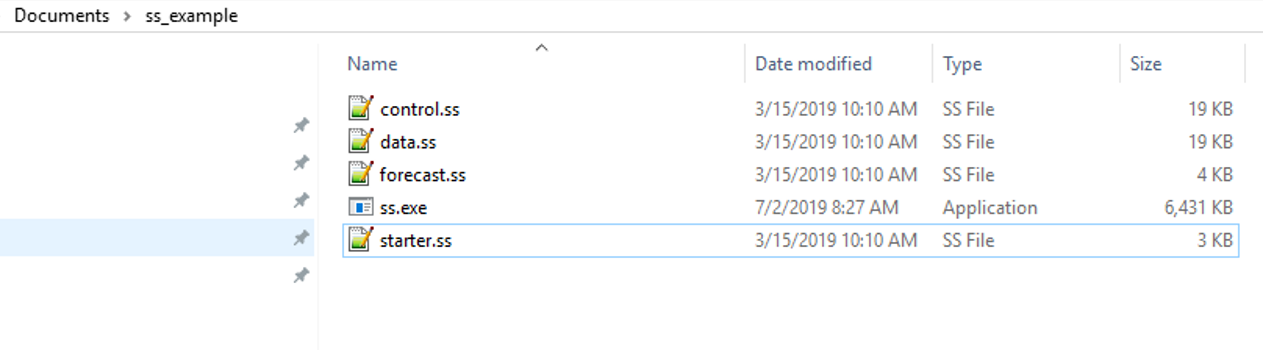 Documents > ss_example
Name Date modified Type Size
control.ss 3/15/2019 10:10 AM SS File 19 KB
data.ss 3/15/2019 10:10 AM SS File 19 KB
forecast.ss 3/15/2019 10:10 AM SS File 4 KB
ss.exe 7/2/2019 8:27 AM Application 6,431 KB
starter.ss 3/15/2019 10:10 AM SS File 3 KB